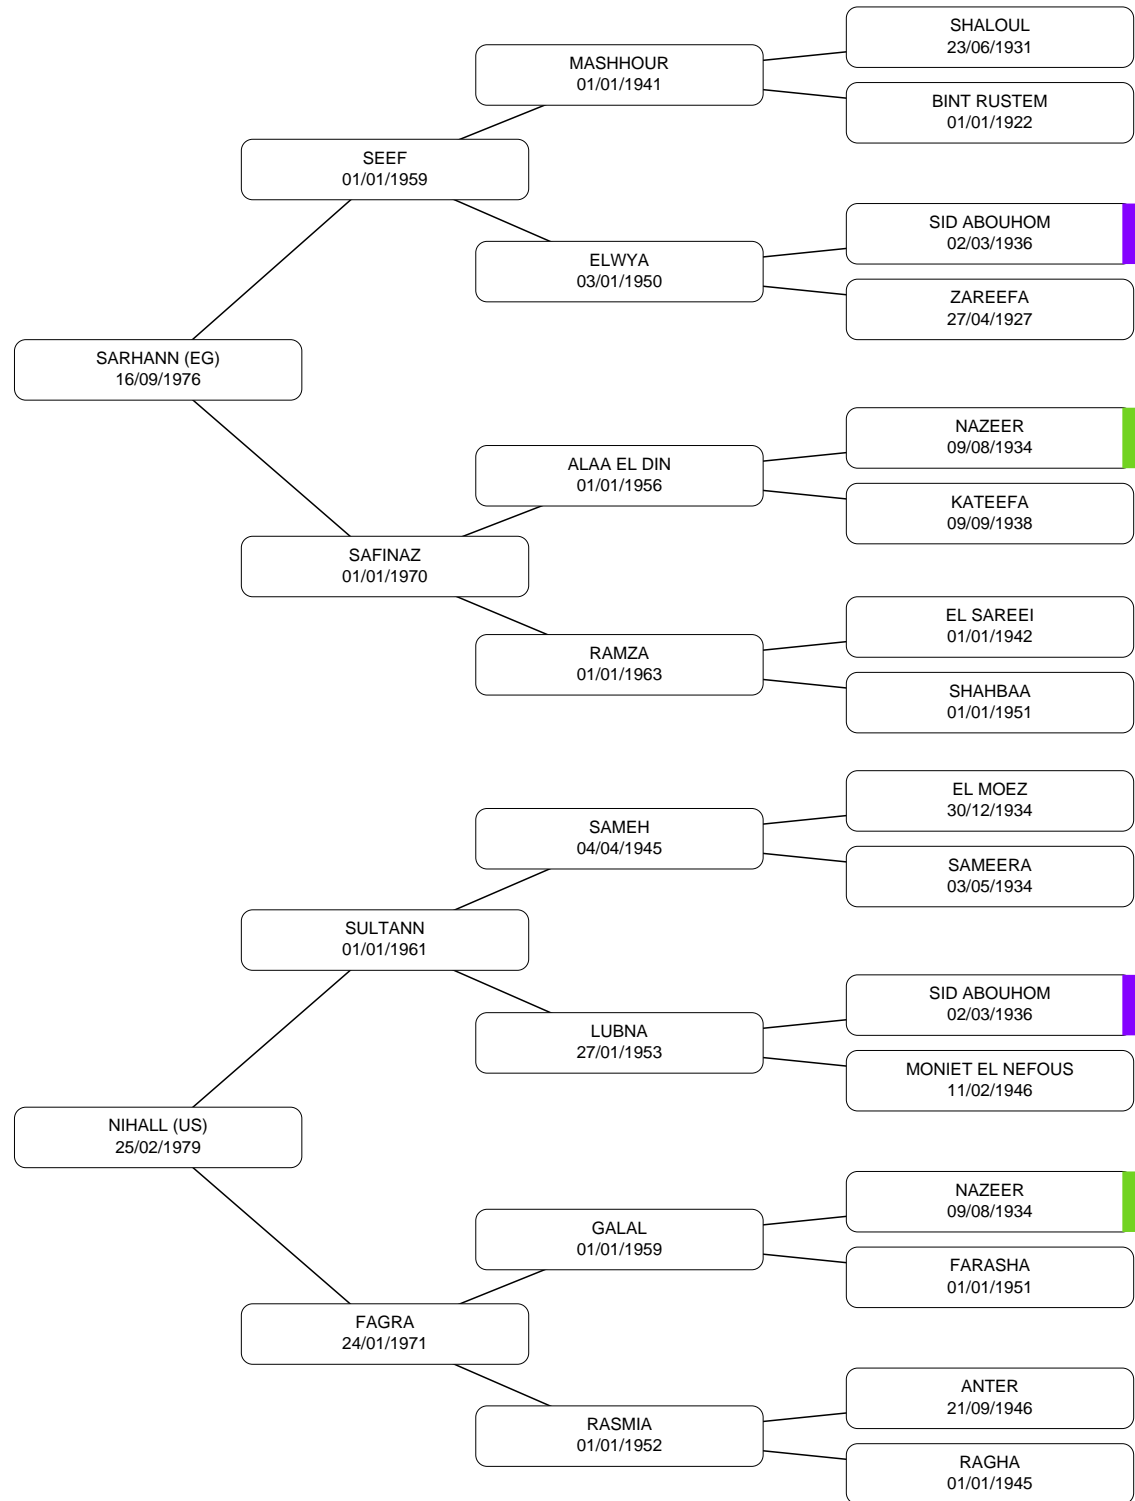 SHALOUL
23/06/1931
MASHHOUR
01/01/1941
BINT RUSTEM
01/01/1922
SEEF
01/01/1959
SID ABOUHOM
02/03/1936
ELWYA
03/01/1950
ZAREEFA
27/04/1927
SARHANN (EG)
16/09/1976
NAZEER
09/08/1934
ALAA EL DIN
01/01/1956
KATEEFA
09/09/1938
SAFINAZ
01/01/1970
EL SAREEI
01/01/1942
RAMZA
01/01/1963
SHAHBAA
01/01/1951
EL MOEZ
30/12/1934
SAMEH
04/04/1945
SAMEERA
03/05/1934
SULTANN
01/01/1961
SID ABOUHOM
02/03/1936
LUBNA
27/01/1953
MONIET EL NEFOUS
11/02/1946
NIHALL (US)
25/02/1979
NAZEER
09/08/1934
GALAL
01/01/1959
FARASHA
01/01/1951
FAGRA
24/01/1971
ANTER
21/09/1946
RASMIA
01/01/1952
RAGHA
01/01/1945